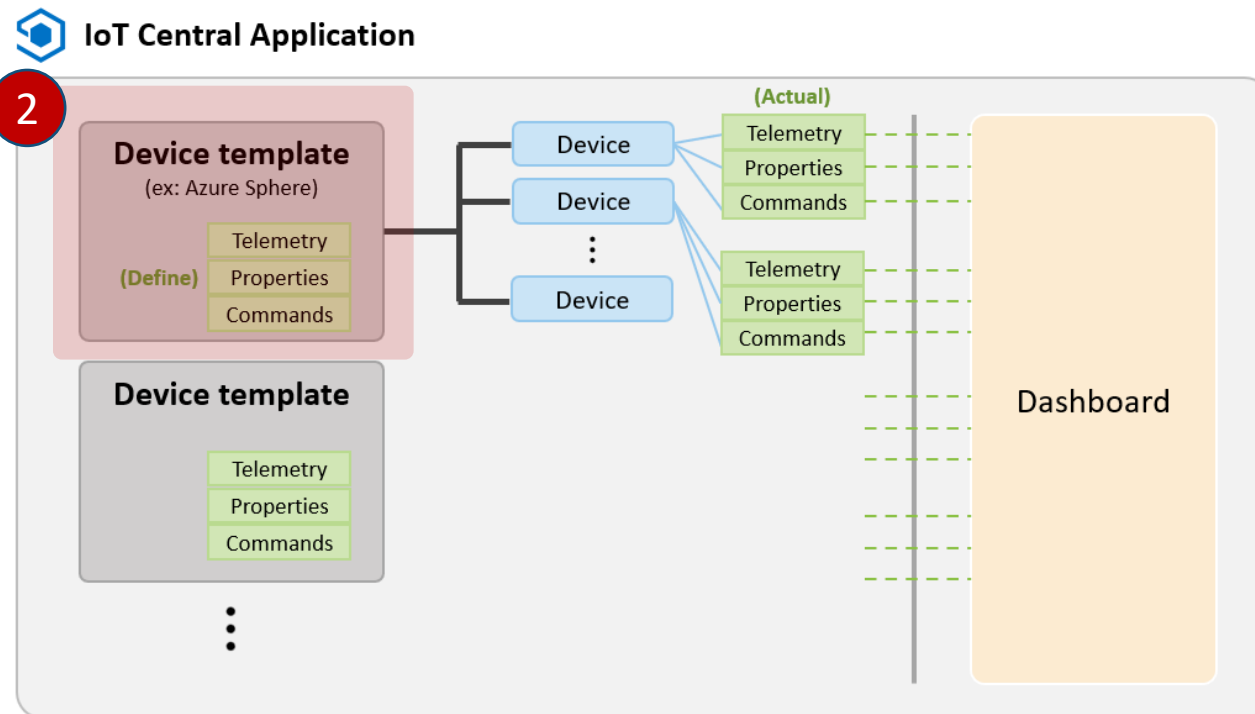 IoT Central Application
2
Device template
(ex: Azure Sphere)
(Define)
Telemetry
Properties
Commands
Device
Device
Device
(Actual)
Telemetry
Properties
Commands
Telemetry
Properties
Commands
Device template
Telemetry
Properties
Commands
Dashboard